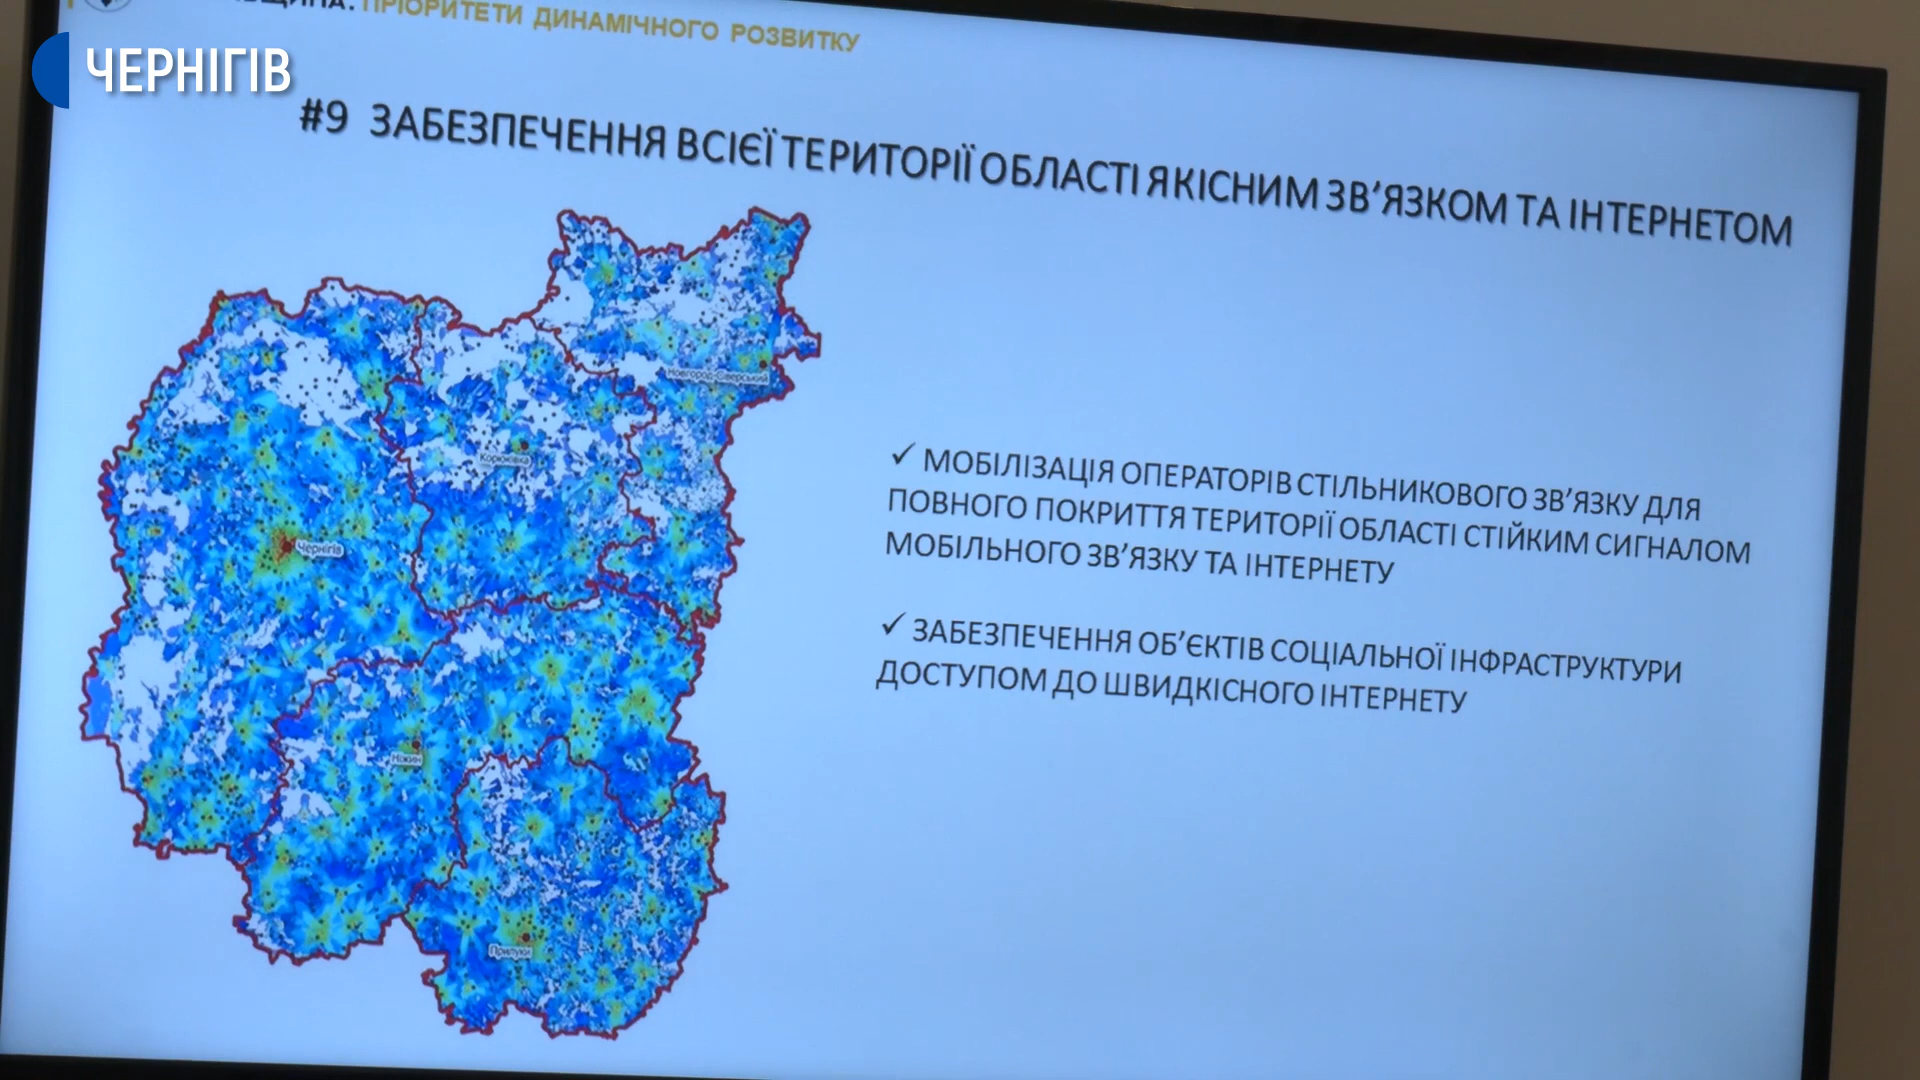 ПРІОРИТЕТИ ДИНАМІЧНОГО РОЗВИТКУ
ЧЕРНІГІВ
#9 ЗАБЕЗПЕЧЕННЯ ВСІЄЇ ТЕРИТОРІЇ ОБЛАСТІ ЯКІСНИМ ЗВ’ЯЗКОМ ТА ІНТЕРНЕТОМ
Новгород-Сіверський
Корюківка
Чернігів
Ніжин
Прилуки
✓ МОБІЛІЗАЦІЯ ОПЕРАТОРІВ СТІЛЬНИКОВОГО ЗВ’ЯЗКУ ДЛЯ
ПОВНОГО ПОКРИТТЯ ТЕРИТОРІЇ ОБЛАСТІ СТІЙКИМ СИГНАЛОМ
МОБІЛЬНОГО ЗВ’ЯЗКУ ТА ІНТЕРНЕТУ
✓ ЗАБЕЗПЕЧЕННЯ ОБ’ЄКТІВ СОЦІАЛЬНОЇ ІНФРАСТРУКТУРИ
ДОСТУПОМ ДО ШВИДКІСНОГО ІНТЕРНЕТУ